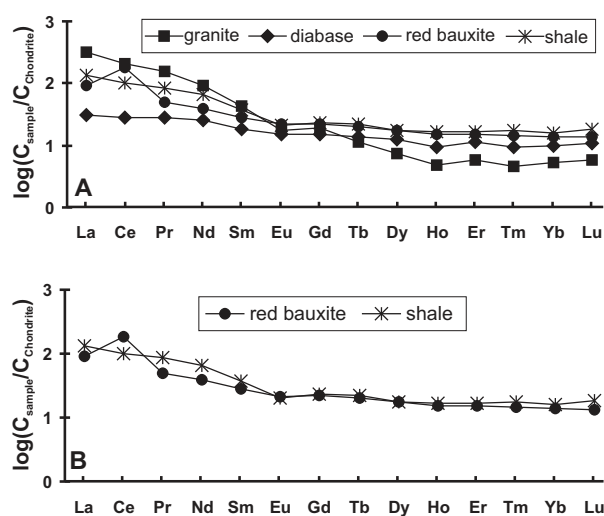 granite diabase red bauxite shale
3
2
1
0
log(Csample/CChondrite)
A
La Ce Pr Nd Sm Eu Gd Tb Dy Ho Er Tm Yb Lu
red bauxite shale
3
2
1
0
log(Csample/CChondrite)
B
La Ce Pr Nd Sm Eu Gd Tb Dy Ho Er Tm Yb Lu